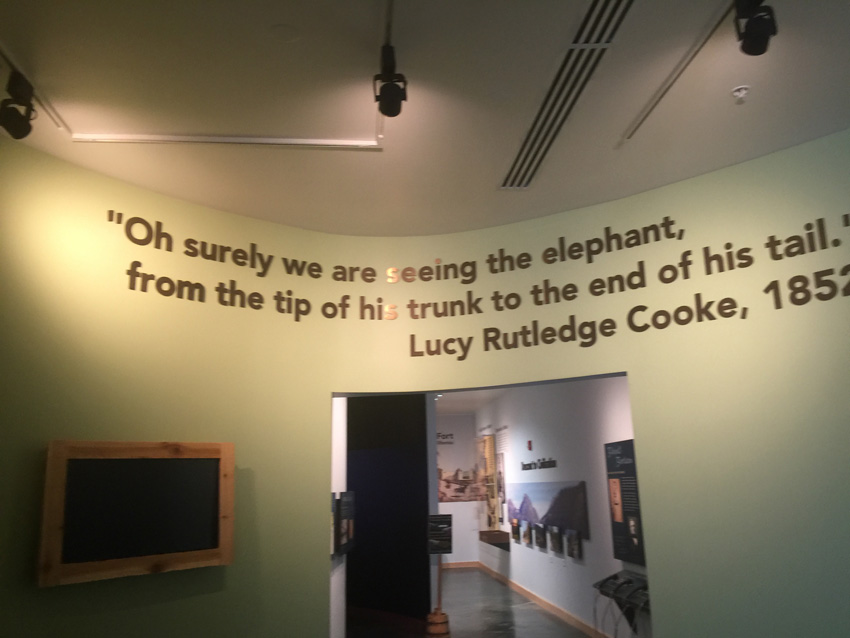 "Oh surely we are seeing the elephant,
from the tip of his trunk to the end of his tail."
Lucy Rutledge Cooke, 1852
Fort